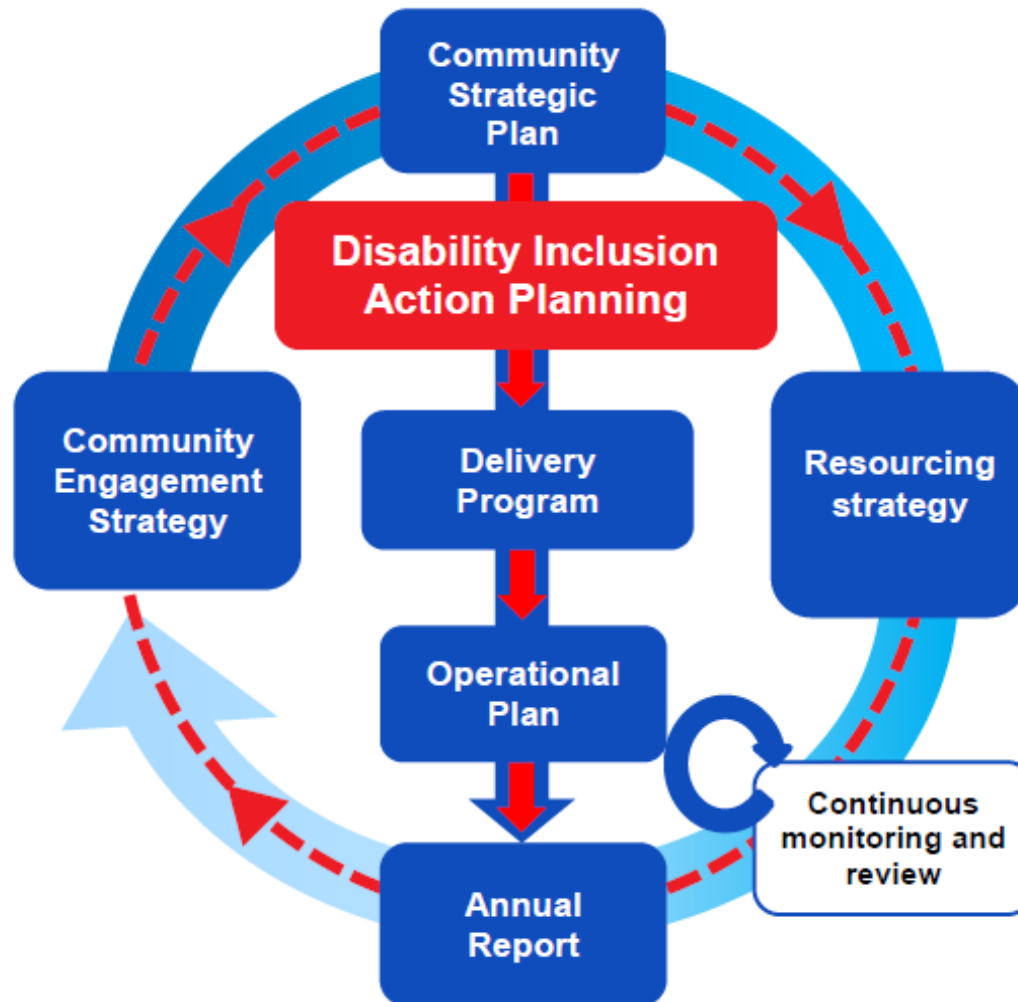 Community
Strategic
Plan
Disability Inclusion
Action Planning
Community
Engagement
Strategy
Delivery
Program
Resourcing
strategy
Operational
Plan
Continuous
monitoring and
review
Annual
Report